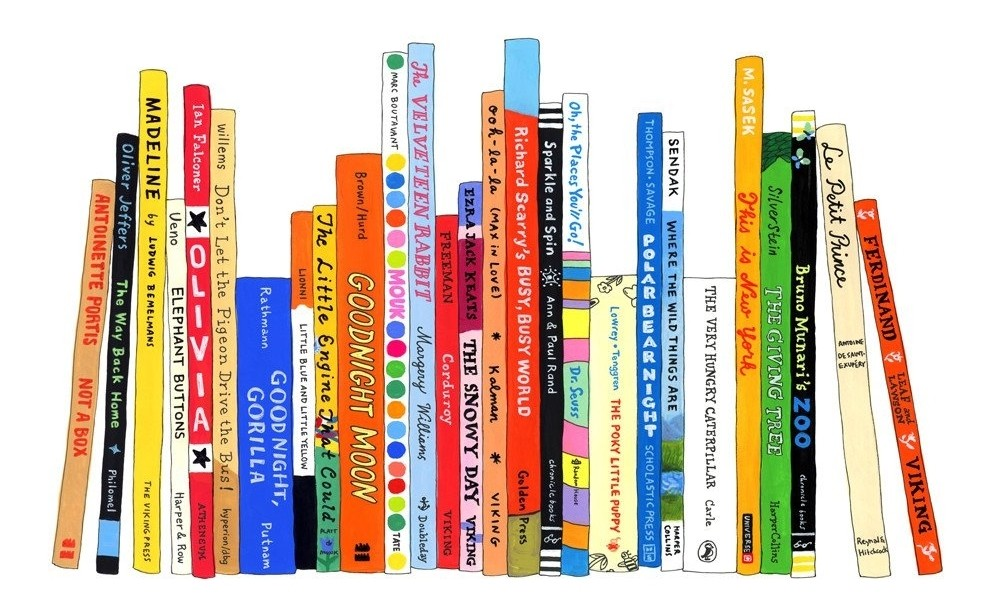 ANTOINETTE PORTIS NOT A BOX
Oliver Jeffers The Way Back Home Philomel
MADELINE by LUDWIG BEMELMANS THE VIKING PRESS
Ueno ELEPHANT BUTTONS Harper & Row
Ian Falconer OLIVIA ATHENEUM
willems Don't Let the Pigeon Drive the Bus! hyperion/dbg
Rathmann GOOD NIGHT, GORILLA Putnam
LIONNI LITTLE BLUE AND LITTLE YELLOW
The Little Engine That Could PLATT & MUNK
Brown/Hurd GOODNIGHT MOON
MARC BOUTAVANT MOUK TATE
The VELVETEEN RABBIT Margery Williams Doubleday
FREEMAN Corduroy VIKING
EZRA JACK KEATS THE SNOWY DAY VIKING
ooh-la-la (MAX IN LOVE) * Kalman * VIKING
Richard Scarry's BUSY, BUSY WORLD Golden Press
Sparkle and Spin Ann & Paul Rand chronicle books
Oh, the Places You'll Go! Dr. Seuss Random House
Lowrey • Tenggren THE POKY LITTLE PUPPY
THOMPSON • SAVAGE POLAR BEAR NIGHT SCHOLASTIC PRESS
SENDAK WHERE THE WILD THINGS ARE HARPER COLLINS
THE VERY HUNGRY CATERPILLAR Carle
M. SASEK This is New York UNIVERSE
Silverstein THE GIVING TREE HarperCollins
Bruno Munari's ZOO chronicle books
Le Petit Prince ANTOINE DE SAINT-EXUPÉRY Reynal & Hitchcock
FERDINAND LEAF and LAWSON VIKING